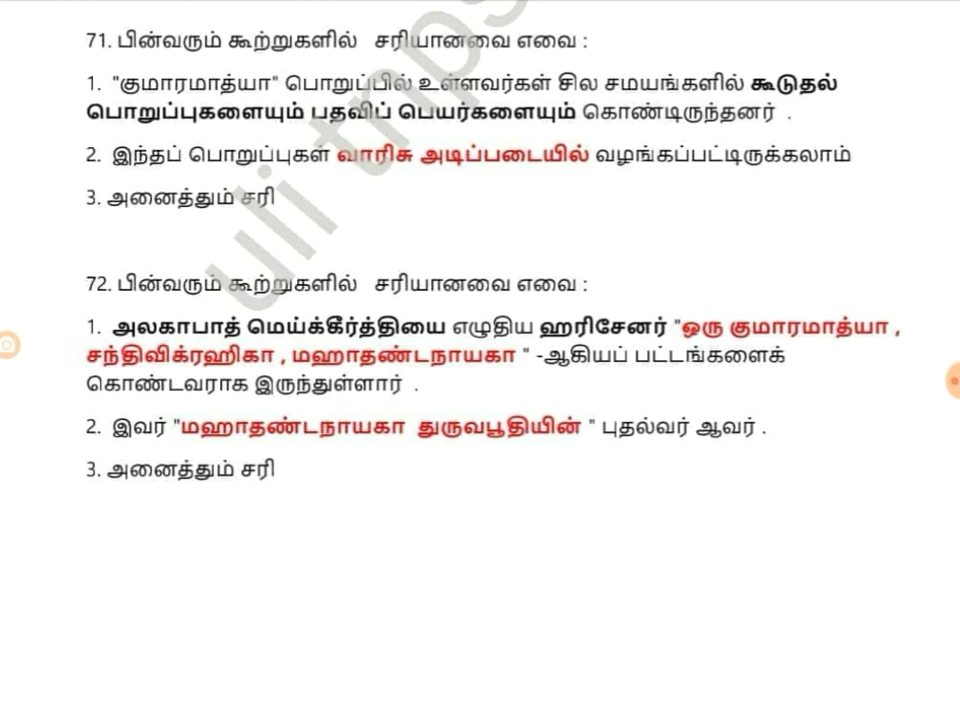 71. பின்வரும் கூற்றுகளில் சரியானவை எவை :
1. "குமாரமாத்யா" பொறுப்பில் உள்ளவர்கள் சில சமயங்களில் கூடுதல்
பொறுப்புகளையும் பதவிப் பெயர்களையும் கொண்டிருந்தனர் .
2. இந்தப் பொறுப்புகள் வாரிசு அடிப்படையில் வழங்கப்பட்டிருக்கலாம்
3. அனைத்தும் சரி
72. பின்வரும் கூற்றுகளில் சரியானவை எவை :
1. அலகாபாத் மெய்க்கீர்த்தியை எழுதிய ஹரிசேனர் "ஒரு குமாரமாத்யா ,
சந்திவிக்ரஹிகா , மஹாதண்டநாயகா " -ஆகியப் பட்டங்களைக்
கொண்டவராக இருந்துள்ளார் .
2. இவர் "மஹாதண்டநாயகா துருவபூதியின் " புதல்வர் ஆவர் .
3. அனைத்தும் சரி
uli tnps